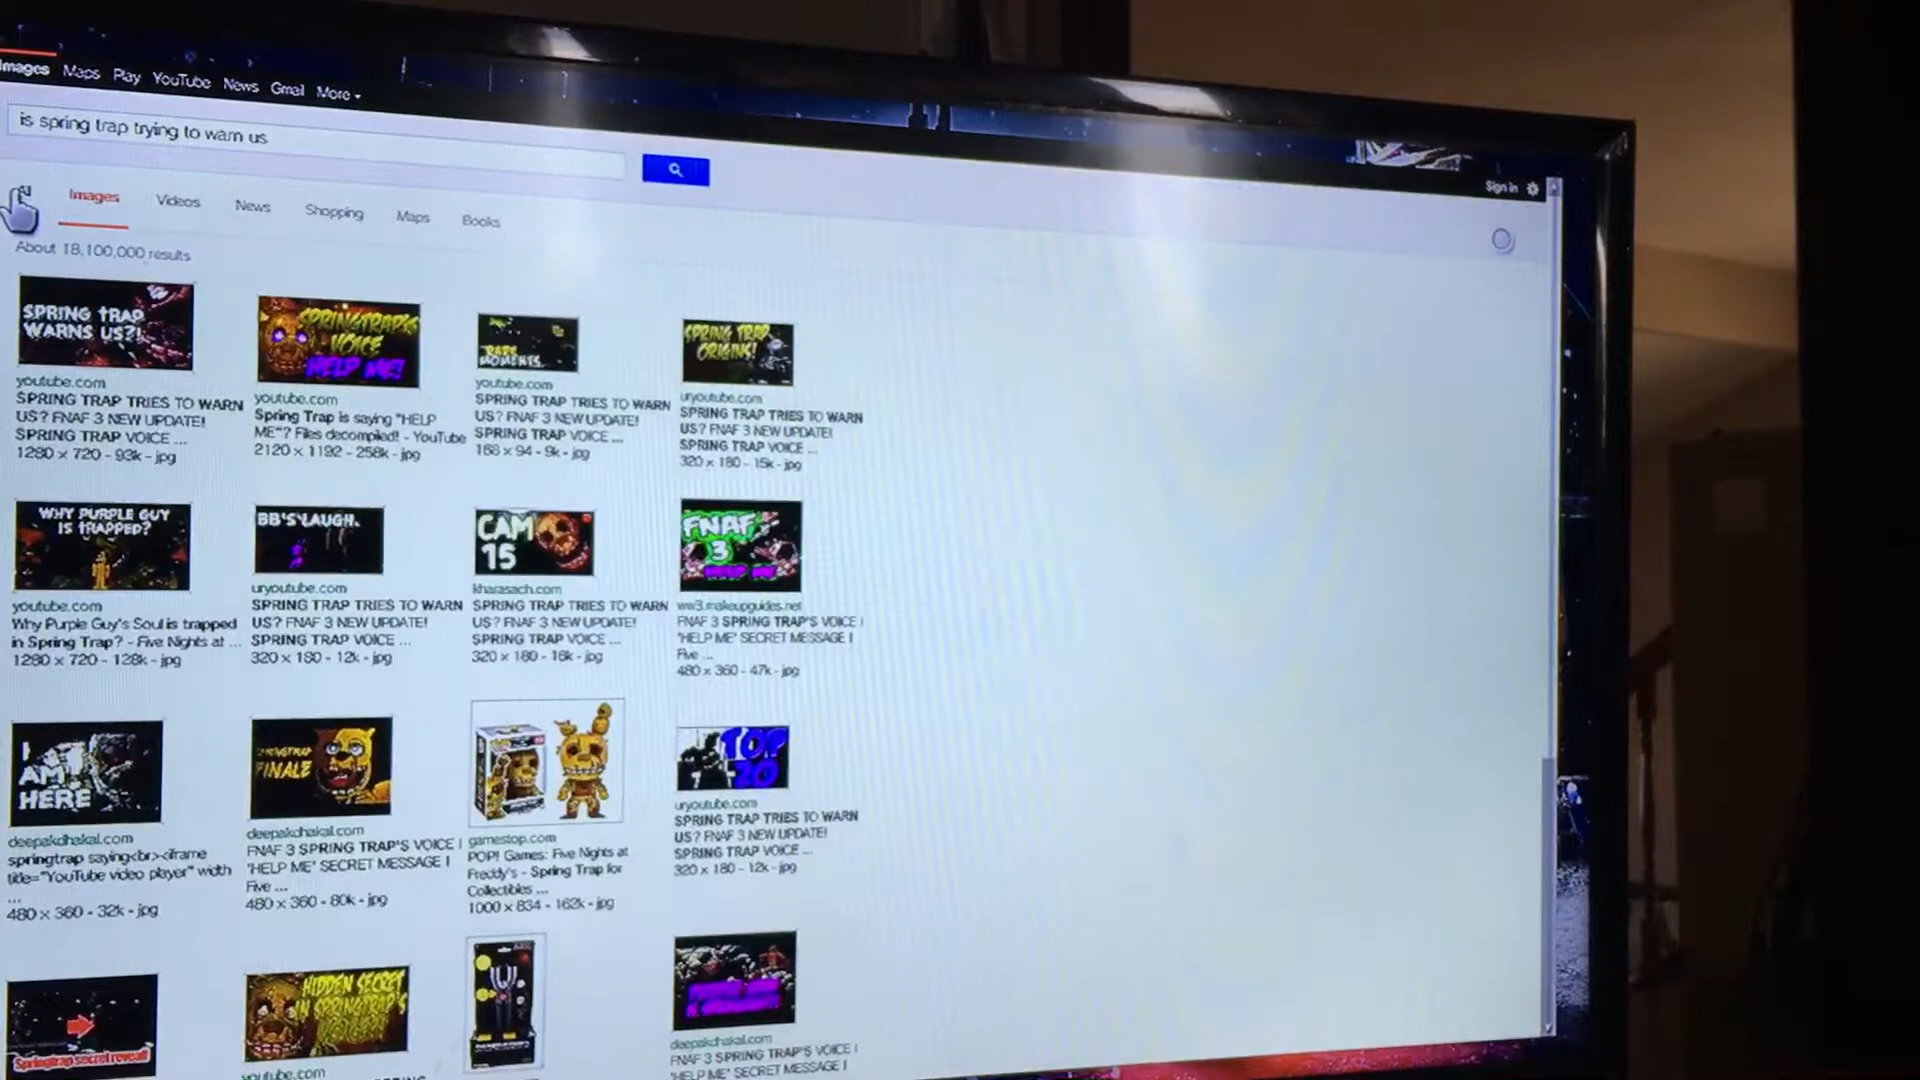 Images Maps Play YouTube News Gmail More
is spring trap trying to warn us
Sign in
Images Videos News Shopping Maps Books
About 18,100,000 results
SPRING TRAP
WARNS US?!
youtube.com
SPRING TRAP TRIES TO WARN
US? FNAF 3 NEW UPDATE!
SPRING TRAP VOICE ...
1280 × 720 - 93k - jpg
SPRINGTRAP'S
VOICE
HELP ME!
youtube.com
Spring Trap is saying "HELP
ME"? Files decompiled! - YouTube
2120 × 1192 - 258k - jpg
RARE
MOMENTS.
youtube.com
SPRING TRAP TRIES TO WARN
US? FNAF 3 NEW UPDATE!
SPRING TRAP VOICE ...
168 × 94 - 9k - jpg
SPRING TRAP
ORIGINS!
uryoutube.com
SPRING TRAP TRIES TO WARN
US? FNAF 3 NEW UPDATE!
SPRING TRAP VOICE ...
320 × 180 - 15k - jpg
WHY PURPLE GUY
IS TRAPPED?
youtube.com
Why Purple Guy's Soul is trapped
in Spring Trap? - Five Nights at ...
1280 × 720 - 128k - jpg
BB'S LAUGH.
uryoutube.com
SPRING TRAP TRIES TO WARN
US? FNAF 3 NEW UPDATE!
SPRING TRAP VOICE ...
320 × 180 - 12k - jpg
CAM
15
kharasach.com
SPRING TRAP TRIES TO WARN
US? FNAF 3 NEW UPDATE!
SPRING TRAP VOICE ...
320 × 180 - 16k - jpg
FNAF
3
HELP ME
ww3.makeupguides.net
FNAF 3 SPRING TRAP'S VOICE |
"HELP ME" SECRET MESSAGE |
Five ...
480 × 360 - 47k - jpg
I
AM
HERE
deepakdhakal.com
springtrap saying<br><iframe
title="YouTube video player" width
...
480 × 360 - 32k - jpg
SPRINGTRAP
FINALE
deepakdhakal.com
FNAF 3 SPRING TRAP'S VOICE |
"HELP ME" SECRET MESSAGE |
Five ...
480 × 360 - 80k - jpg
gamestop.com
POP! Games: Five Nights at
Freddy's - Spring Trap for
Collectibles ...
1000 × 834 - 162k - jpg
TOP
20
uryoutube.com
SPRING TRAP TRIES TO WARN
US? FNAF 3 NEW UPDATE!
SPRING TRAP VOICE ...
320 × 180 - 12k - jpg
Springtrap secret reveal!
HIDDEN SECRET
IN SPRINGTRAP'S
youtube.com
deepakdhakal.com
FNAF 3 SPRING TRAP'S VOICE |
"HELP ME" SECRET MESSAGE |